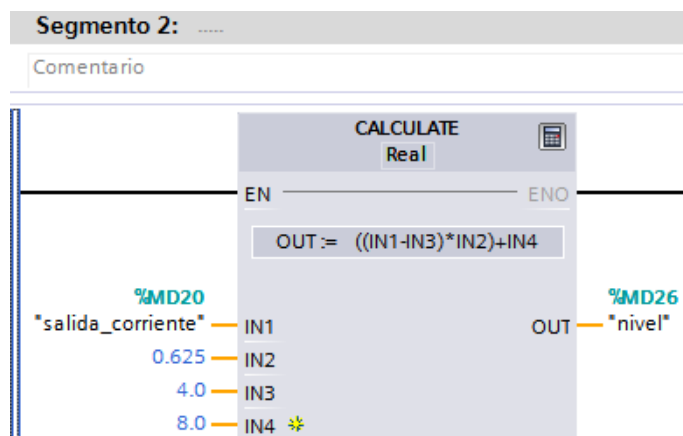 Segmento 2: .....
Comentario
CALCULATE
Real
EN ENO
OUT := ((IN1-IN3)*IN2)+IN4
%MD20 %MD26
"salida_corriente" IN1 OUT "nivel"
0.625 IN2
4.0 IN3
8.0 IN4